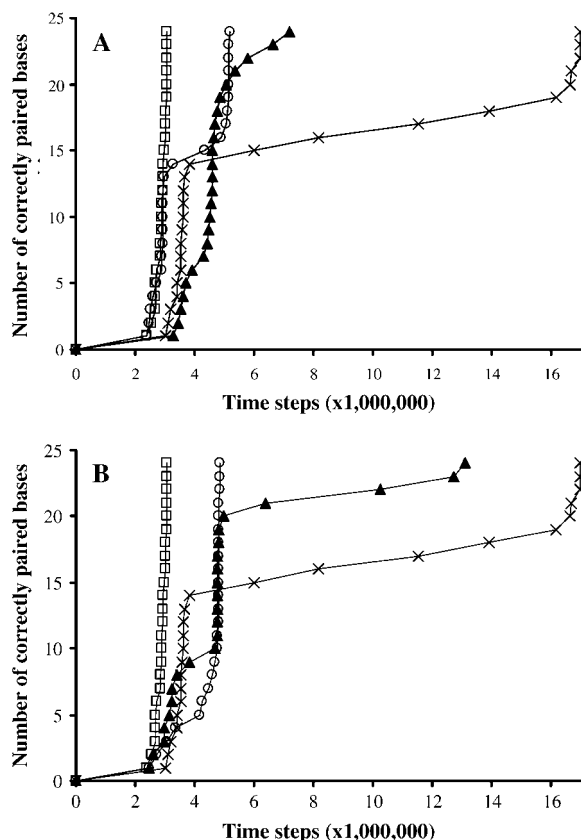 A
Number of correctly paired bases
25
20
15
10
5
0
0 2 4 6 8 10 12 14 16
Time steps (x1,000,000)
B
Number of correctly paired bases
25
20
15
10
5
0
0 2 4 6 8 10 12 14 16
Time steps (x1,000,000)